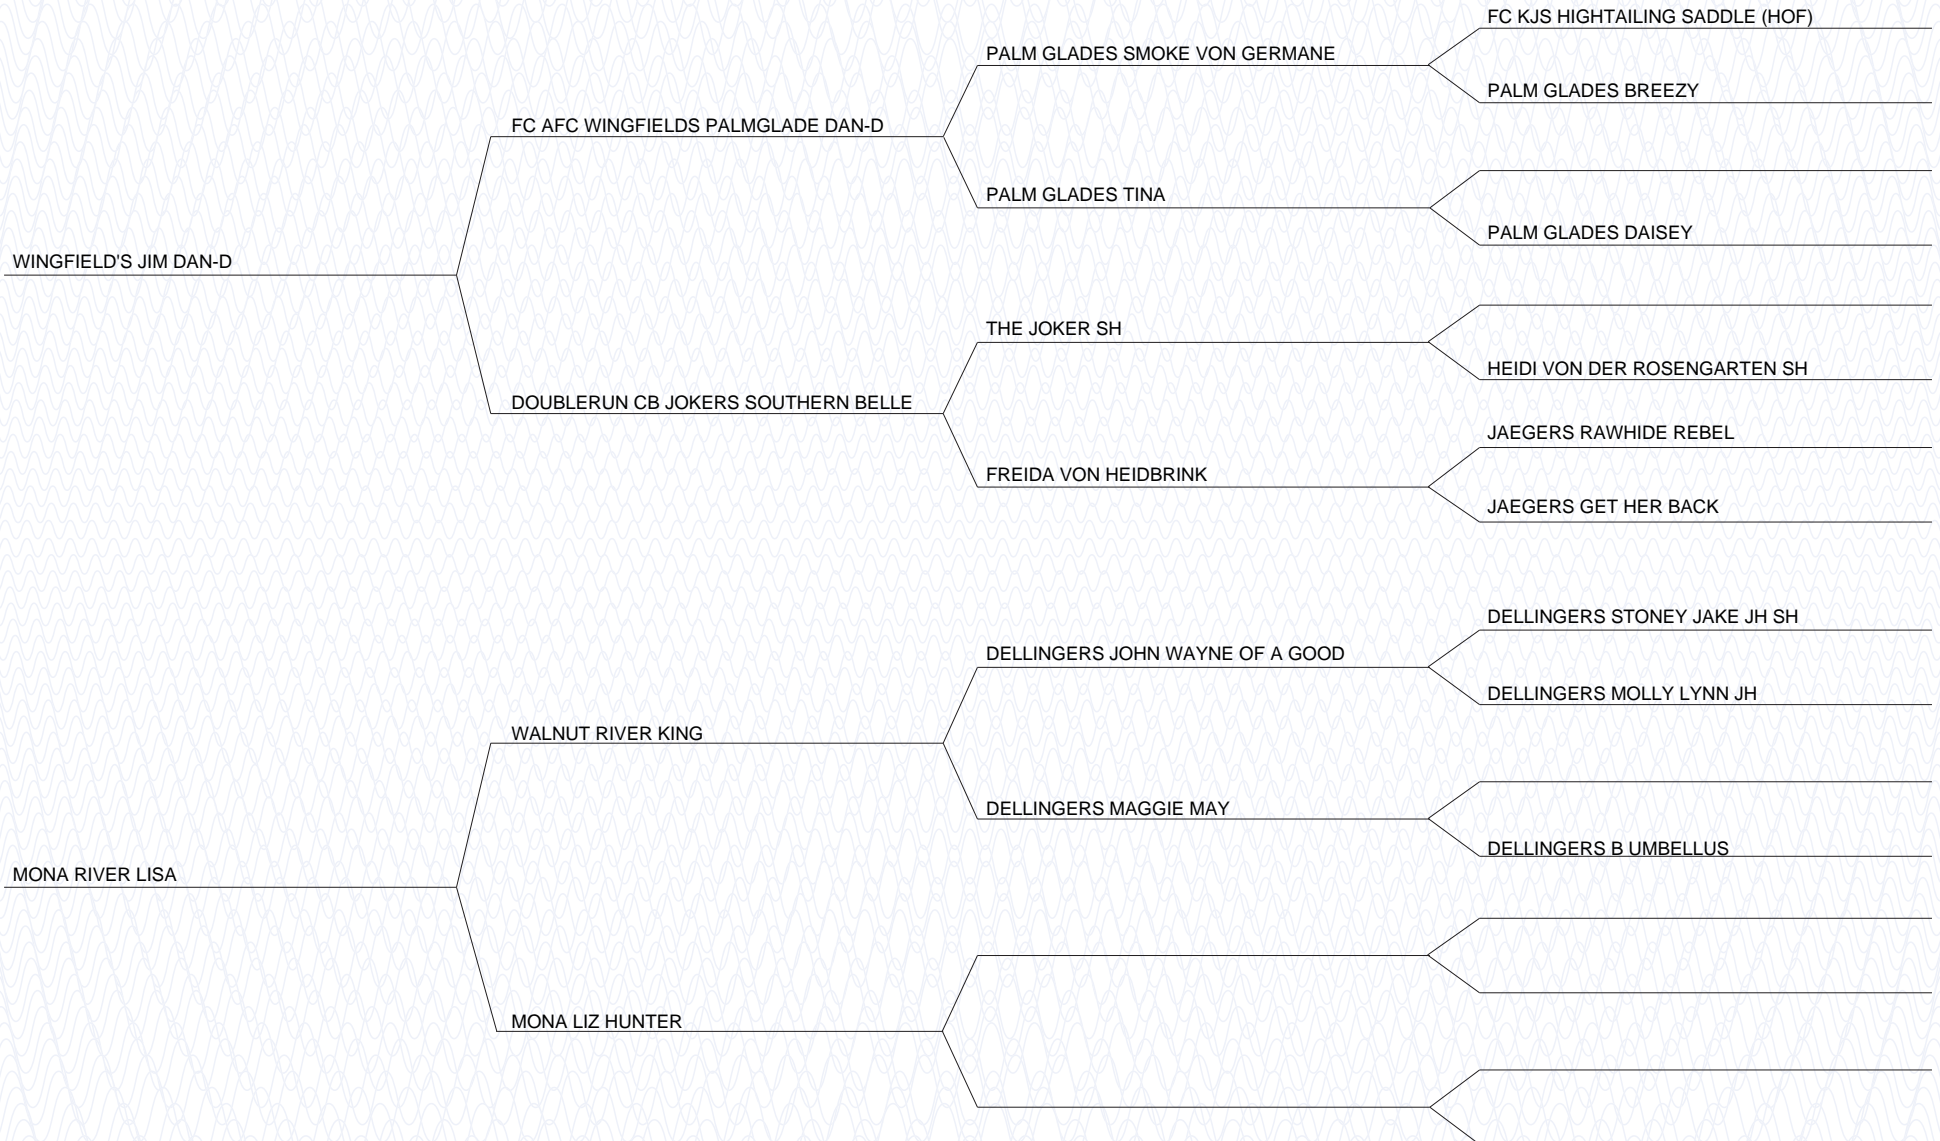 FC KJS HIGHTAILING SADDLE (HOF)
PALM GLADES SMOKE VON GERMANE
PALM GLADES BREEZY
FC AFC WINGFIELDS PALMGLADE DAN-D
PALM GLADES TINA
PALM GLADES DAISEY
WINGFIELD'S JIM DAN-D
THE JOKER SH
HEIDI VON DER ROSENGARTEN SH
DOUBLERUN CB JOKERS SOUTHERN BELLE
JAEGERS RAWHIDE REBEL
FREIDA VON HEIDBRINK
JAEGERS GET HER BACK
DELLINGERS STONEY JAKE JH SH
DELLINGERS JOHN WAYNE OF A GOOD
DELLINGERS MOLLY LYNN JH
WALNUT RIVER KING
DELLINGERS MAGGIE MAY
DELLINGERS B UMBELLUS
MONA RIVER LISA
MONA LIZ HUNTER